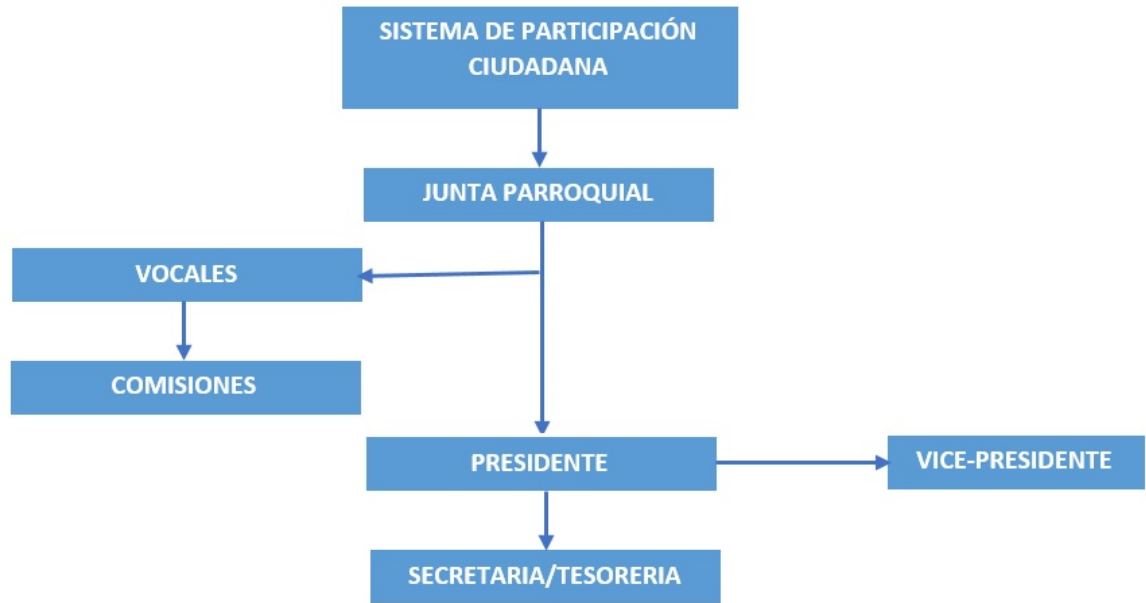 SISTEMA DE PARTICIPACIÓN
CIUDADANA
JUNTA PARROQUIAL
VOCALES
COMISIONES
PRESIDENTE
VICE-PRESIDENTE
SECRETARIA/TESORERIA